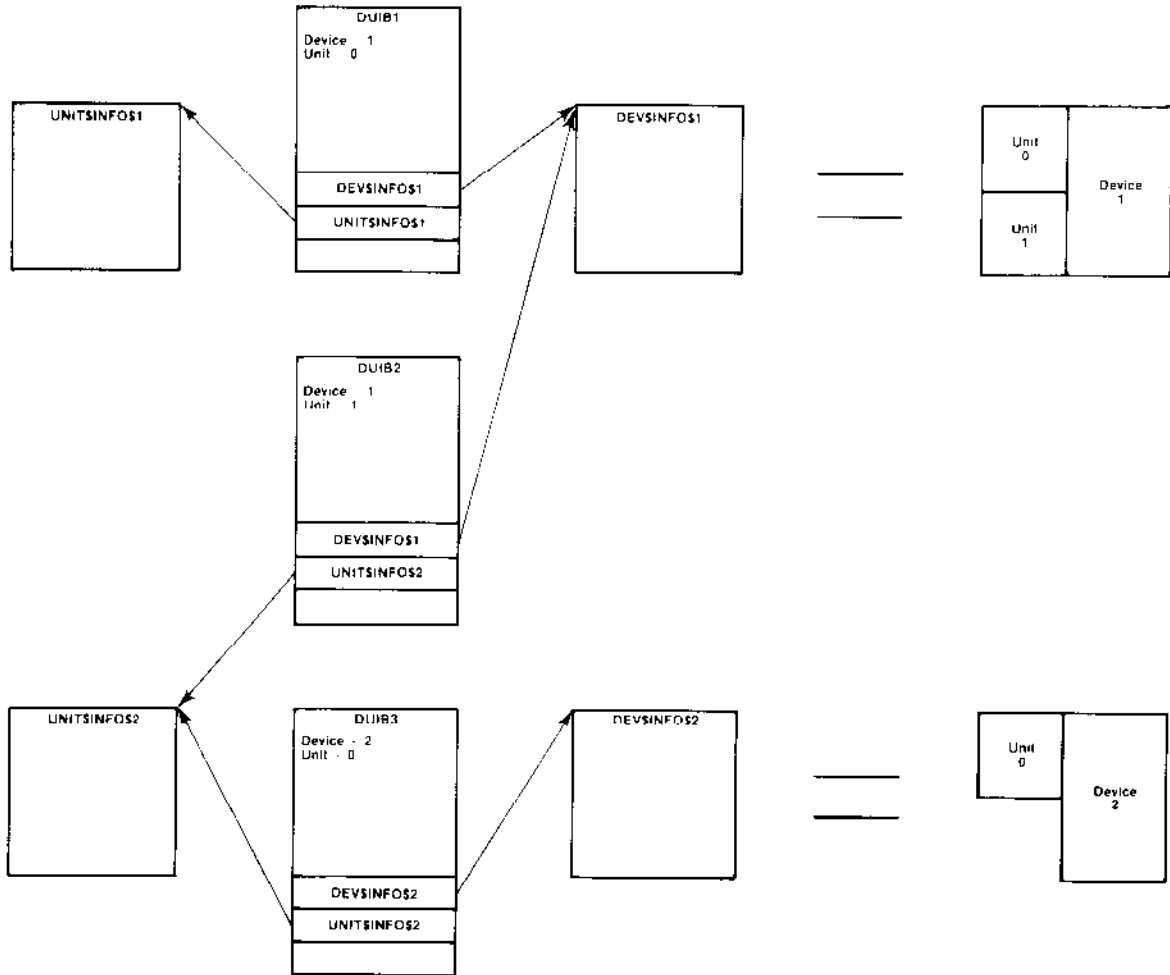 DUIB1
Device - 1
Unit - 0
UNIT$INFO$1
DEV$INFO$1
DEV$INFO$1
UNIT$INFO$1
Unit
0
Unit
1
Device
1
DUIB2
Device - 1
Unit - 1
DEV$INFO$1
UNIT$INFO$2
UNIT$INFO$2
DUIB3
Device - 2
Unit - 0
DEV$INFO$2
UNIT$INFO$2
DEV$INFO$2
Unit
0
Device
2